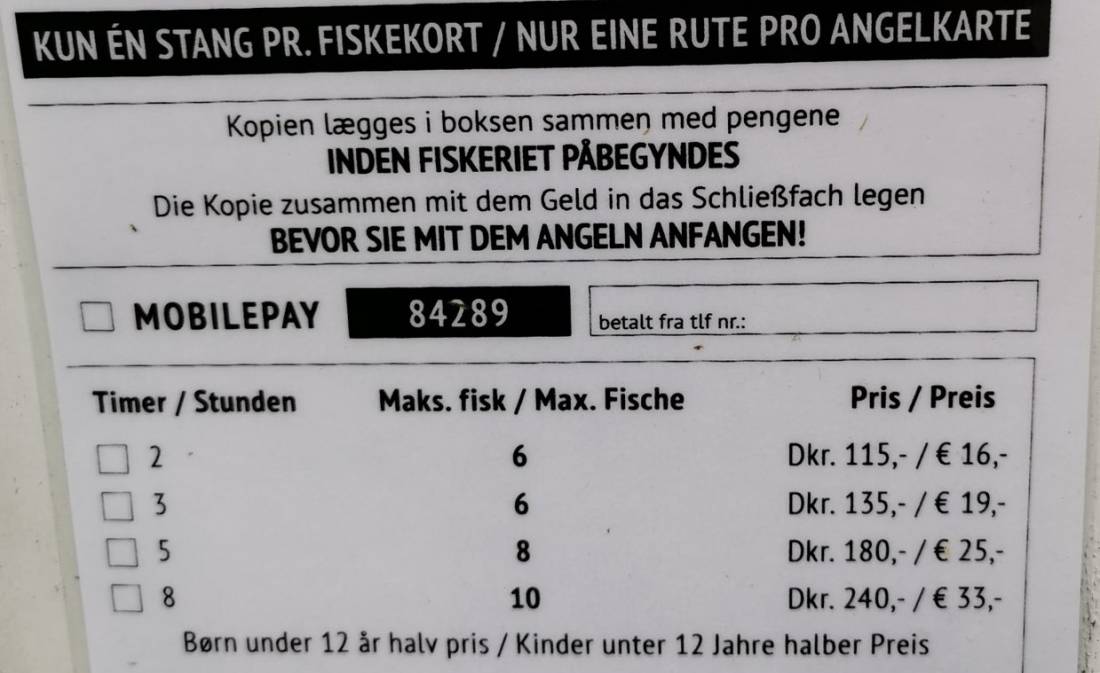 KUN ÉN STANG PR. FISKEKORT / NUR EINE RUTE PRO ANGELKARTE
Kopien lægges i boksen sammen med pengene
INDEN FISKERIET PÅBEGYNDES
Die Kopie zusammen mit dem Geld in das Schließfach legen
BEVOR SIE MIT DEM ANGELN ANFANGEN!
MOBILEPAY 84289 betalt fra tlf nr.:
Timer / Stunden Maks. fisk / Max. Fische Pris / Preis
2 6 Dkr. 115,- / € 16,-
3 6 Dkr. 135,- / € 19,-
5 8 Dkr. 180,- / € 25,-
8 10 Dkr. 240,- / € 33,-
Børn under 12 år halv pris / Kinder unter 12 Jahre halber Preis